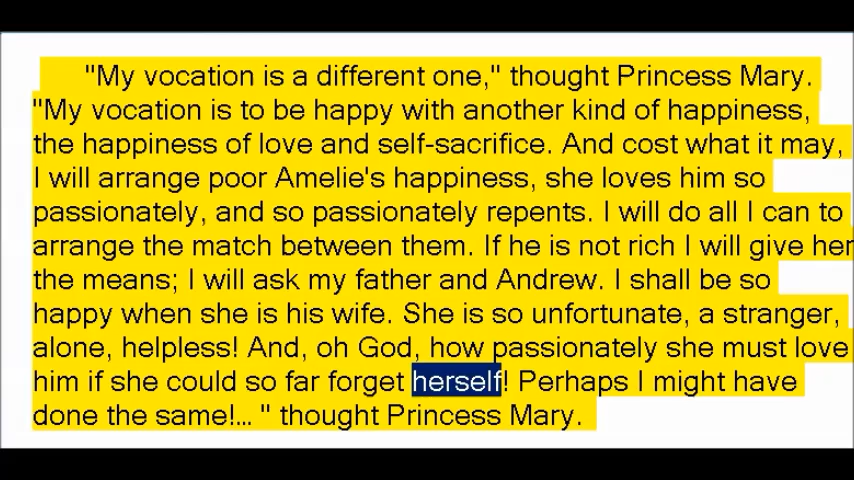 "My vocation is a different one," thought Princess Mary.
"My vocation is to be happy with another kind of happiness,
the happiness of love and self-sacrifice. And cost what it may,
I will arrange poor Amelie's happiness, she loves him so
passionately, and so passionately repents. I will do all I can to
arrange the match between them. If he is not rich I will give her
the means; I will ask my father and Andrew. I shall be so
happy when she is his wife. She is so unfortunate, a stranger,
alone, helpless! And, oh God, how passionately she must love
him if she could so far forget herself! Perhaps I might have
done the same!... " thought Princess Mary.